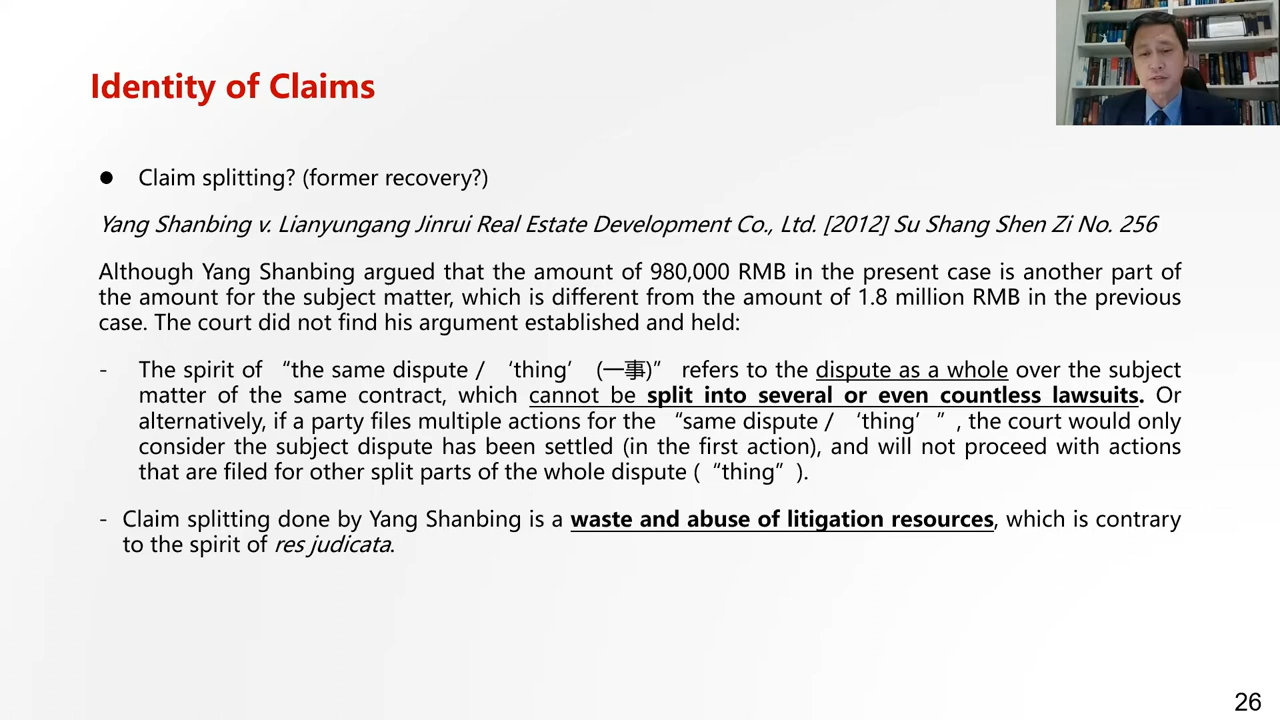 Identity of Claims
● Claim splitting? (former recovery?)
Yang Shanbing v. Lianyungang Jinrui Real Estate Development Co., Ltd. [2012] Su Shang Shen Zi No. 256
Although Yang Shanbing argued that the amount of 980,000 RMB in the present case is another part of
the amount for the subject matter, which is different from the amount of 1.8 million RMB in the previous
case. The court did not find his argument established and held:
- The spirit of “the same dispute / ‘thing’ (一事)” refers to the dispute as a whole over the subject
matter of the same contract, which cannot be split into several or even countless lawsuits. Or
alternatively, if a party files multiple actions for the “same dispute / ‘thing’”, the court would only
consider the subject dispute has been settled (in the first action), and will not proceed with actions
that are filed for other split parts of the whole dispute (“thing”).
- Claim splitting done by Yang Shanbing is a waste and abuse of litigation resources, which is contrary
to the spirit of res judicata.
26